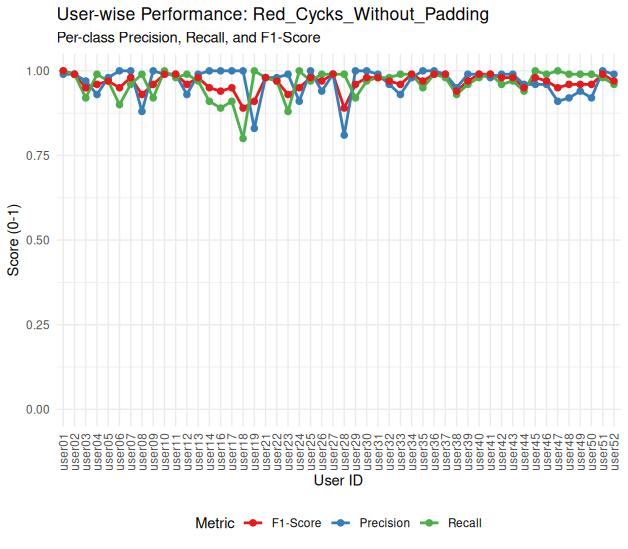 User-wise Performance: Red_Cycks_Without_Padding
Per-class Precision, Recall, and F1-Score
1.00
0.75
0.50
0.25
0.00
Score (0-1)
user01
user02
user03
user04
user05
user06
user07
user08
user09
user10
user11
user12
user13
user14
user16
user17
user18
user19
user21
user22
user23
user24
user25
user26
user27
user28
user29
user30
user31
user32
user33
user34
user35
user36
user37
user38
user39
user40
user41
user42
user43
user44
user45
user46
user47
user48
user49
user50
user51
user52
User ID
Metric F1-Score Precision Recall